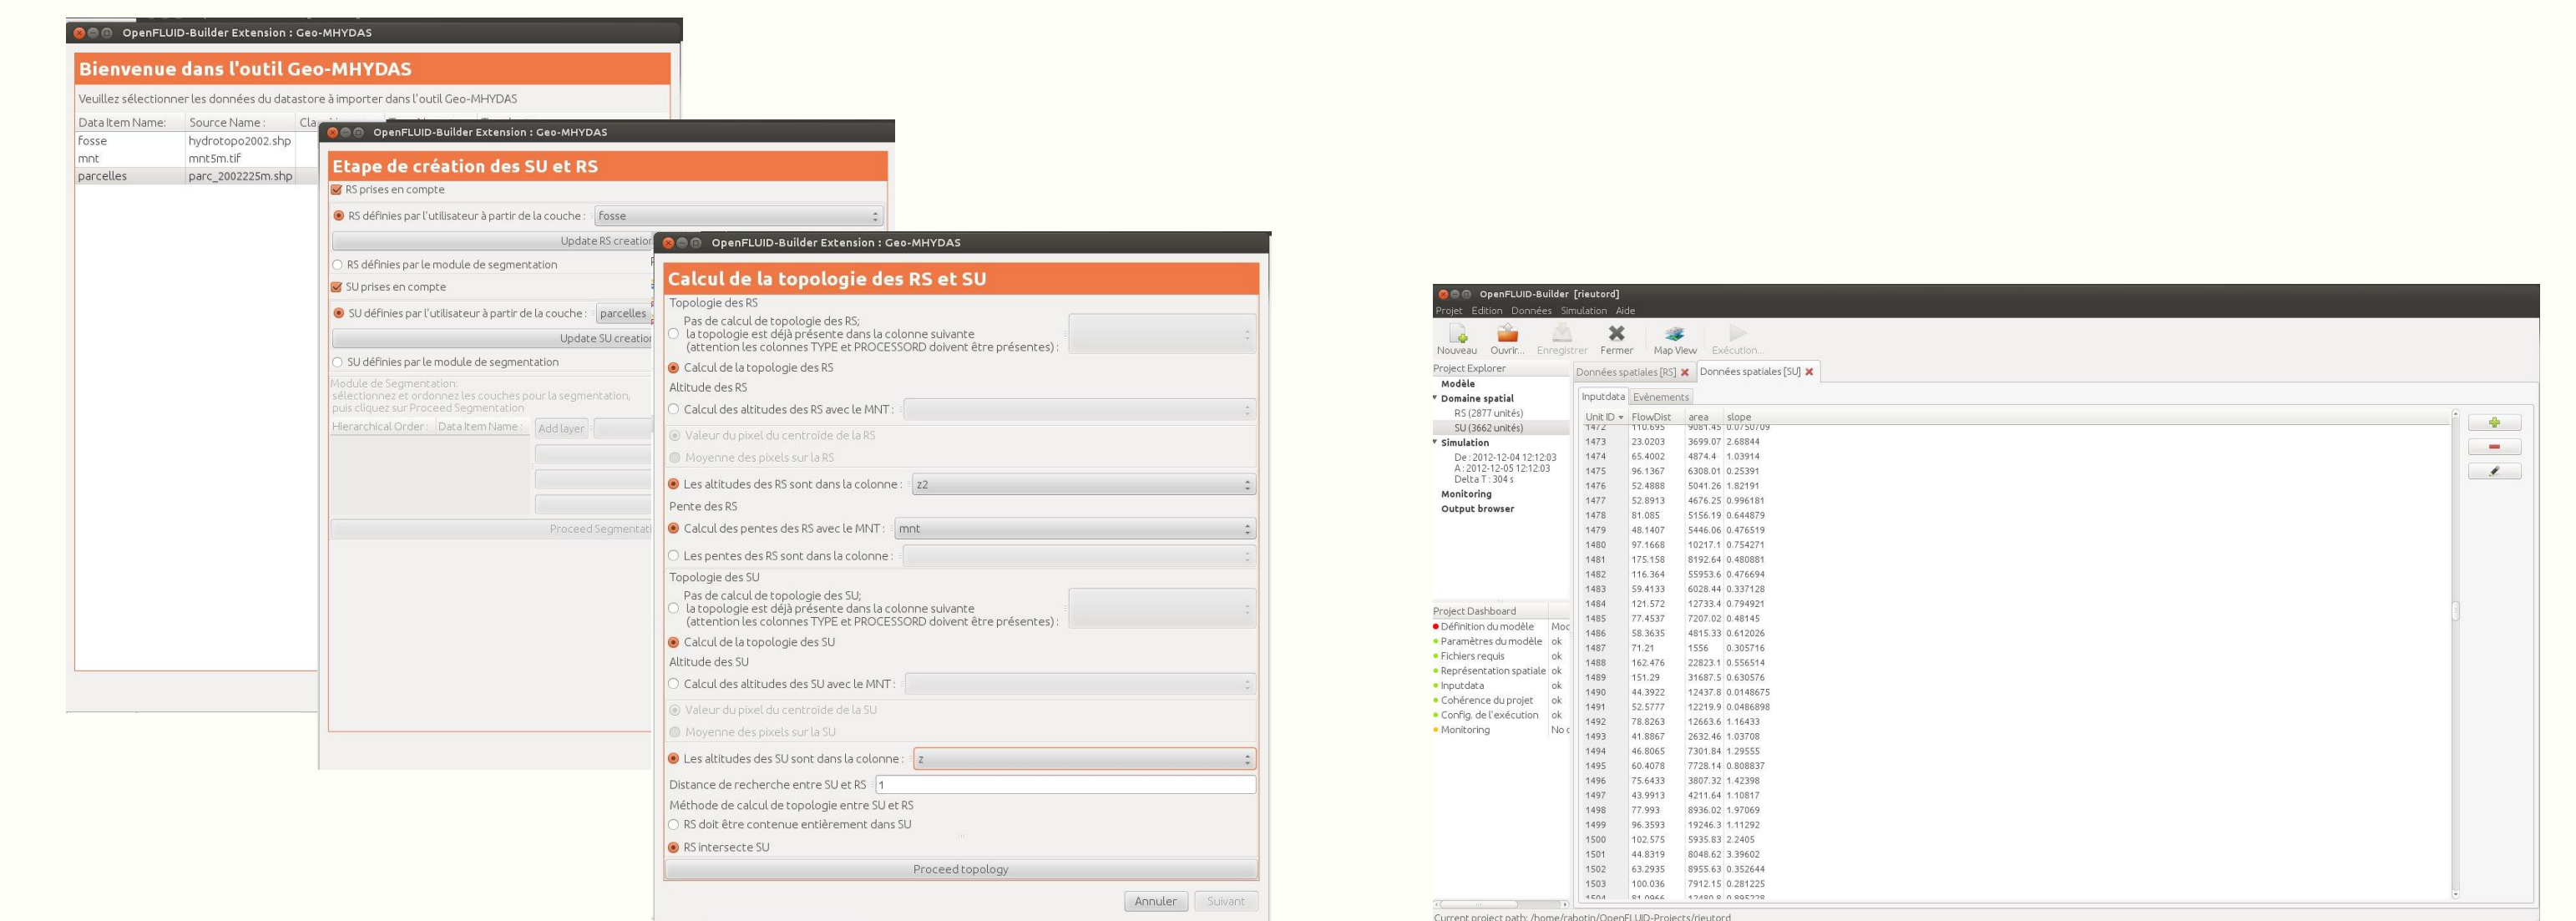 OpenFLUID-Builder Extension : Geo-MHYDAS
Bienvenue dans l'outil Geo-MHYDAS
Veuillez sélectionner les données du datastore à importer dans l'outil Geo-MHYDAS
Data Item Name: Source Name :
fosse hydrotopo2002.shp
mnt mnt5m.tif
parcelles parc_2002225m.shp
OpenFLUID-Builder Extension : Geo-MHYDAS
Etape de création des SU et RS
RS prises en compte
RS définies par l'utilisateur à partir de la couche : fosse
Update RS creation
RS définies par le module de segmentation
SU prises en compte
SU définies par l'utilisateur à partir de la couche : parcelles
Update SU creation
SU définies par le module de segmentation
Module de Segmentation:
sélectionnez et ordonnez les couches pour la segmentation,
puis cliquez sur Proceed Segmentation
Hierarchical Order : Data Item Name : Add layer
Proceed Segmentati
OpenFLUID-Builder Extension : Geo-MHYDAS
Calcul de la topologie des RS et SU
Topologie des RS
Pas de calcul de topologie des RS;
la topologie est déjà présente dans la colonne suivante
(attention les colonnes TYPE et PROCESSORD doivent être présentes) :
Calcul de la topologie des RS
Altitude des RS
Calcul des altitudes des RS avec le MNT :
Valeur du pixel du centroïde de la RS
Moyenne des pixels sur la RS
Les altitudes des RS sont dans la colonne : z2
Pente des RS
Calcul des pentes des RS avec le MNT : mnt
Les pentes des RS sont dans la colonne :
Topologie des SU
Pas de calcul de topologie des SU;
la topologie est déjà présente dans la colonne suivante
(attention les colonnes TYPE et PROCESSORD doivent être présentes) :
Calcul de la topologie des SU
Altitude des SU
Calcul des altitudes des SU avec le MNT :
Valeur du pixel du centroïde de la SU
Moyenne des pixels sur la SU
Les altitudes des SU sont dans la colonne : z
Distance de recherche entre SU et RS 1
Méthode de calcul de topologie entre SU et RS
RS doit être contenue entièrement dans SU
RS intersecte SU
Proceed topology
Annuler Suivant
OpenFLUID-Builder [rieutord]
Projet Edition Données Simulation Aide
Nouveau Ouvrir... Enregistrer Fermer Map View Exécution...
Project Explorer
Modèle
Domaine spatial
RS (2877 unités)
SU (3662 unités)
Simulation
De : 2012-12-04 12:12:03
A : 2012-12-05 12:12:03
Delta T : 304 s
Monitoring
Output browser
Project Dashboard
Définition du modèle Moc
Paramètres du modèle ok
Fichiers requis ok
Représentation spatiale ok
Inputdata ok
Cohérence du projet ok
Config. de l'exécution ok
Monitoring No c
Données spatiales [RS] Données spatiales [SU]
Inputdata Evènements
Unit ID FlowDist area slope
1472 110.695 9081.45 0.0750709
1473 23.0203 3699.07 2.68844
1474 65.4002 4874.4 1.03914
1475 96.1367 6308.01 0.25391
1476 52.4888 5041.26 1.82191
1477 52.8913 4676.25 0.996181
1478 81.085 5156.19 0.644879
1479 48.1407 5446.06 0.476519
1480 97.1668 10217.1 0.754271
1481 175.158 8192.64 0.480881
1482 116.364 55953.6 0.476694
1483 59.4133 6028.44 0.337128
1484 121.572 12733.4 0.794921
1485 77.4537 7207.02 0.48145
1486 58.3635 4815.33 0.612026
1487 71.21 1556 0.305716
1488 162.476 22823.1 0.556514
1489 151.29 31687.5 0.630576
1490 44.3922 12437.8 0.0148675
1491 52.5777 12219.9 0.0486898
1492 78.8263 12663.6 1.16433
1493 41.8867 2632.46 1.03708
1494 46.8065 7301.84 1.29555
1495 60.4078 7728.14 0.808837
1496 75.6433 3807.32 1.42398
1497 43.9913 4211.64 1.10817
1498 77.993 8936.02 1.97069
1499 96.3593 19246.3 1.11292
1500 102.575 5935.83 2.2405
1501 44.8319 8048.62 3.39602
1502 63.2935 8955.63 0.352644
1503 100.036 7912.15 0.281225
1504 81.0966 12480.8 0.895228
Current project path: /home/rabotin/OpenFLUID-Projects/rieutord